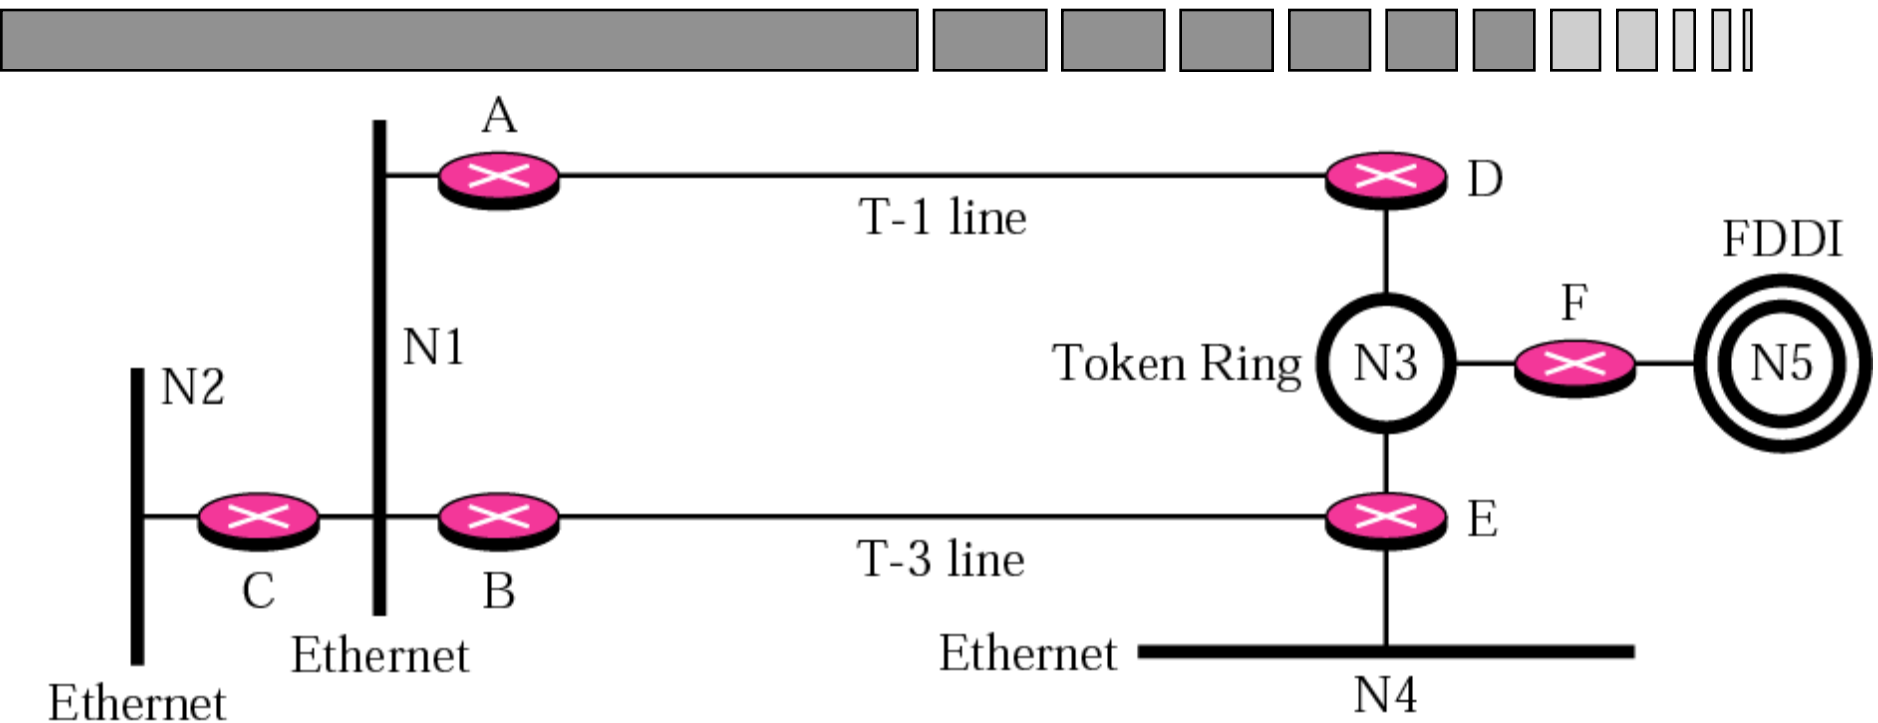 A
T-1 line
D
FDDI
F
N1
Token Ring
N3
N5
N2
E
T-3 line
C
B
Ethernet
Ethernet
N4
Ethernet